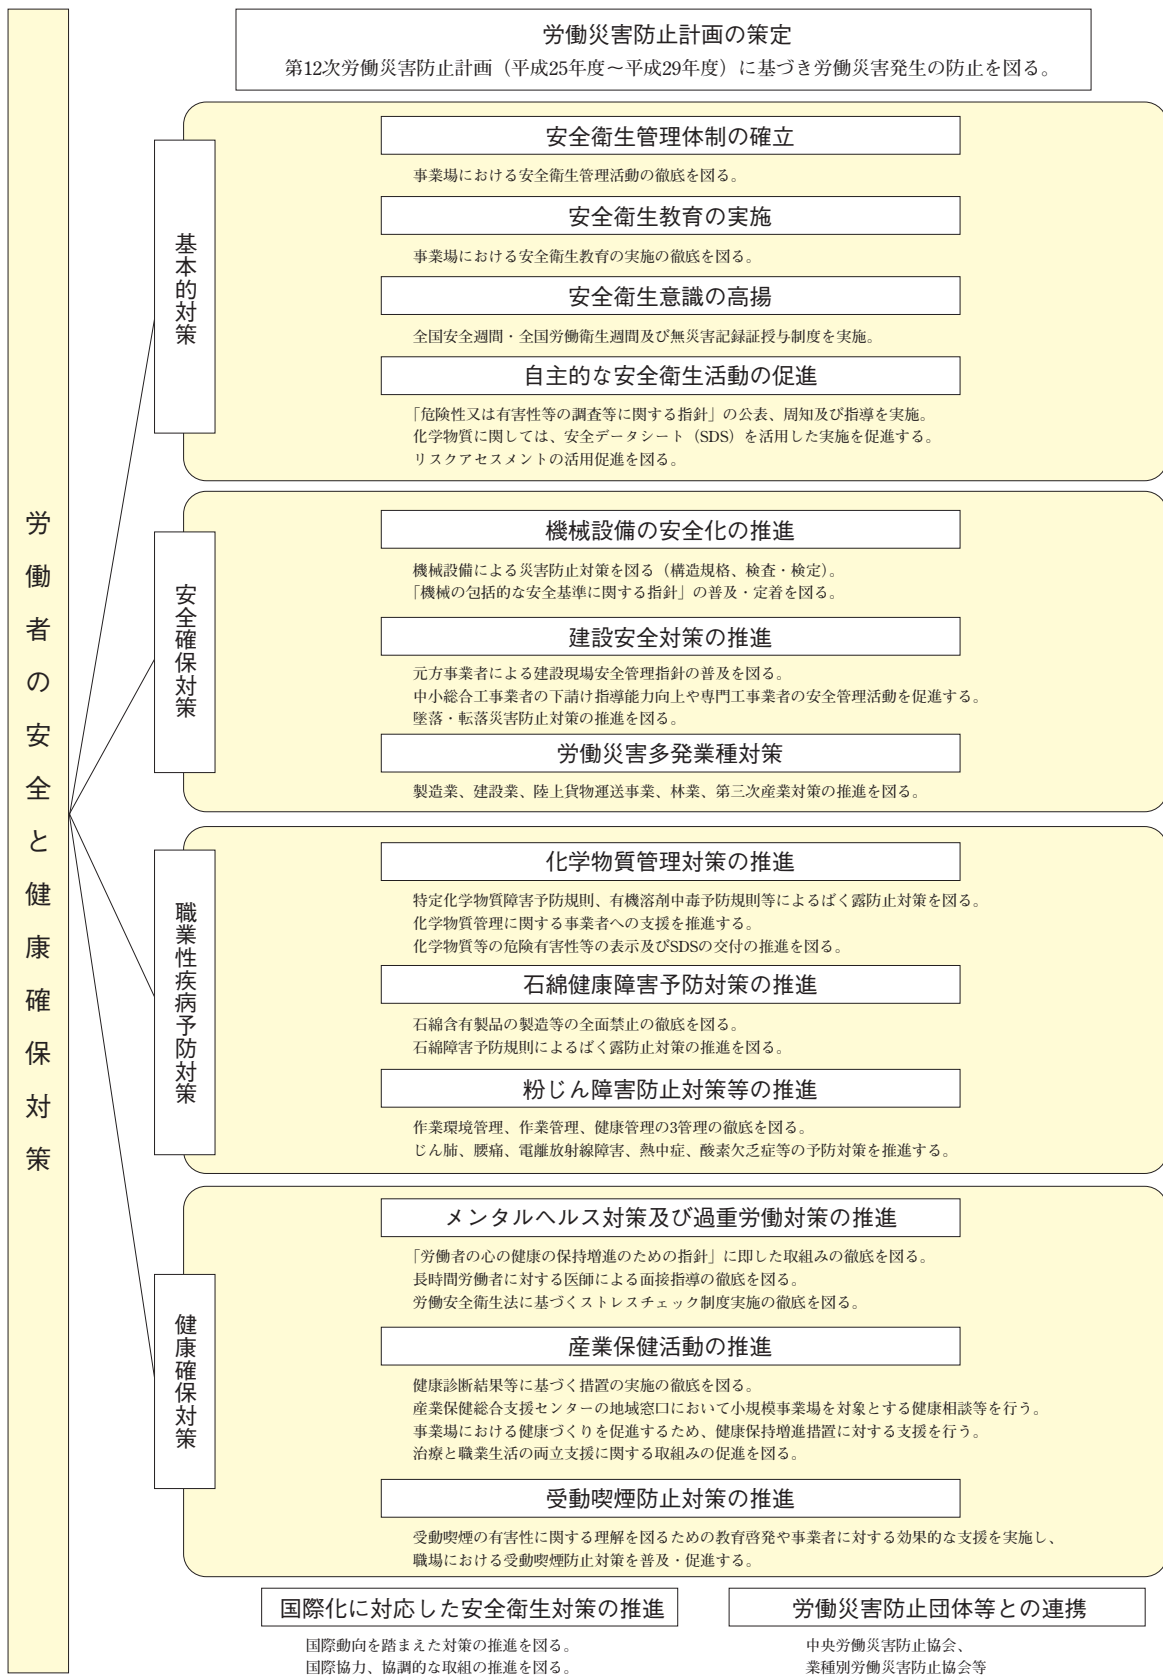 労働者の安全と健康確保対策
労働災害防止計画の策定
第12次労働災害防止計画（平成25年度～平成29年度）に基づき労働災害発生の防止を図る。
基本的対策
安全衛生管理体制の確立
事業場における安全衛生管理活動の徹底を図る。
安全衛生教育の実施
事業場における安全衛生教育の実施の徹底を図る。
安全衛生意識の高揚
全国安全週間・全国労働衛生週間及び無災害記録証授与制度を実施。
自主的な安全衛生活動の促進
「危険性又は有害性等の調査等に関する指針」の公表、周知及び指導を実施。
化学物質に関しては、安全データシート（SDS）を活用した実施を促進する。
リスクアセスメントの活用促進を図る。
安全確保対策
機械設備の安全化の推進
機械設備による災害防止対策を図る（構造規格、検査・検定）。
「機械の包括的な安全基準に関する指針」の普及・定着を図る。
建設安全対策の推進
元方事業者による建設現場安全管理指針の普及を図る。
中小総合工事業者の下請け指導能力向上や専門工事業者の安全管理活動を促進する。
墜落・転落災害防止対策の推進を図る。
労働災害多発業種対策
製造業、建設業、陸上貨物運送事業、林業、第三次産業対策の推進を図る。
職業性疾病予防対策
化学物質管理対策の推進
特定化学物質障害予防規則、有機溶剤中毒予防規則等によるばく露防止対策を図る。
化学物質管理に関する事業者への支援を推進する。
化学物質等の危険有害性等の表示及びSDSの交付の推進を図る。
石綿健康障害予防対策の推進
石綿含有製品の製造等の全面禁止の徹底を図る。
石綿障害予防規則によるばく露防止対策の推進を図る。
粉じん障害防止対策等の推進
作業環境管理、作業管理、健康管理の3管理の徹底を図る。
じん肺、腰痛、電離放射線障害、熱中症、酸素欠乏症等の予防対策を推進する。
健康確保対策
メンタルヘルス対策及び過重労働対策の推進
「労働者の心の健康の保持増進のための指針」に即した取組みの徹底を図る。
長時間労働者に対する医師による面接指導の徹底を図る。
労働安全衛生法に基づくストレスチェック制度実施の徹底を図る。
産業保健活動の推進
健康診断結果等に基づく措置の実施の徹底を図る。
産業保健総合支援センターの地域窓口において小規模事業場を対象とする健康相談等を行う。
事業場における健康づくりを促進するため、健康保持増進措置に対する支援を行う。
治療と職業生活の両立支援に関する取組みの促進を図る。
受動喫煙防止対策の推進
受動喫煙の有害性に関する理解を図るための教育啓発や事業者に対する効果的な支援を実施し、
職場における受動喫煙防止対策を普及・促進する。
国際化に対応した安全衛生対策の推進
国際動向を踏まえた対策の推進を図る。
国際協力、協調的な取組の推進を図る。
労働災害防止団体等との連携
中央労働災害防止協会、
業種別労働災害防止協会等